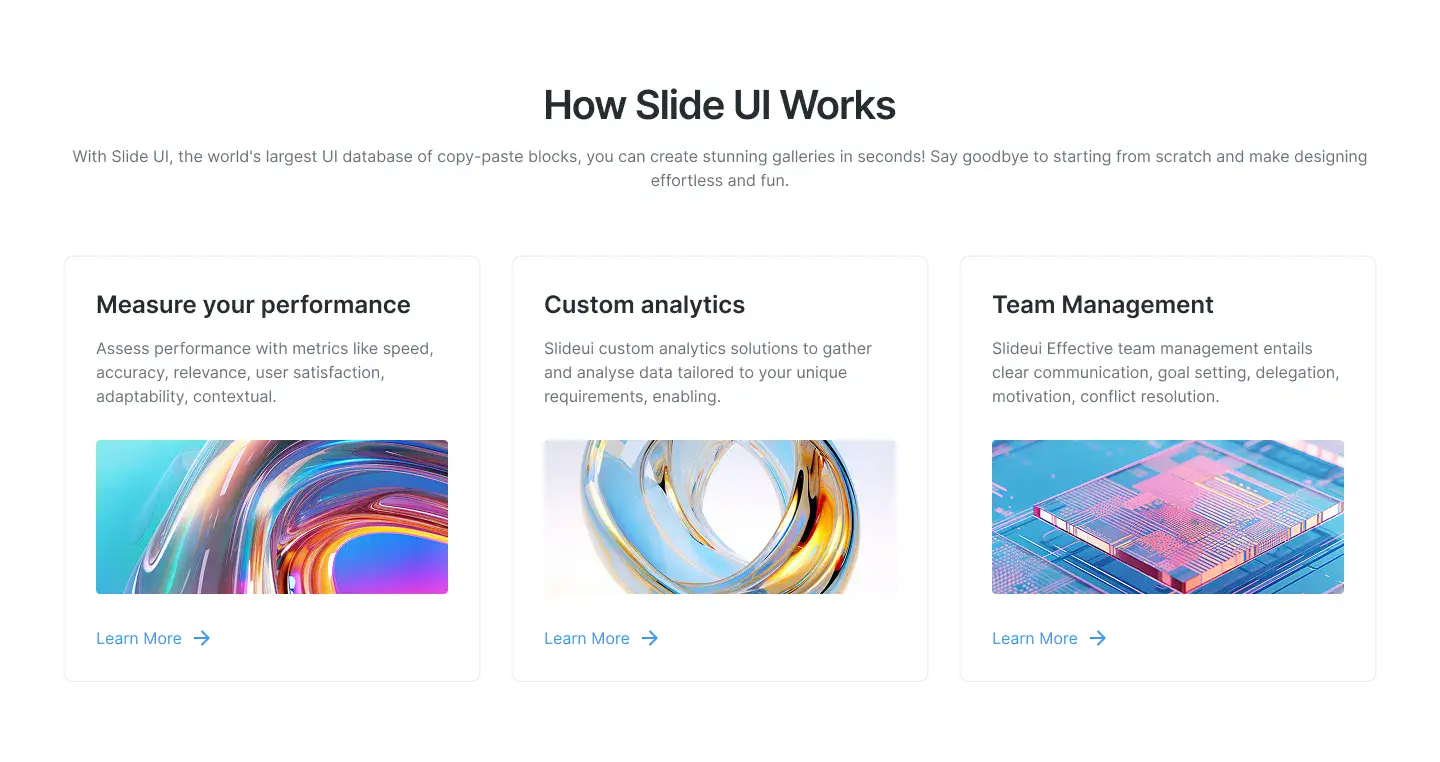 How Slide UI Works
With Slide UI, the world's largest UI database of copy-paste blocks, you can create stunning galleries in seconds! Say goodbye to starting from scratch and make designing
effortless and fun.
Measure your performance
Assess performance with metrics like speed,
accuracy, relevance, user satisfaction,
adaptability, contextual.
Learn More
Custom analytics
Slideui custom analytics solutions to gather
and analyse data tailored to your unique
requirements, enabling.
Learn More
Team Management
Slideui Effective team management entails
clear communication, goal setting, delegation,
motivation, conflict resolution.
Learn More